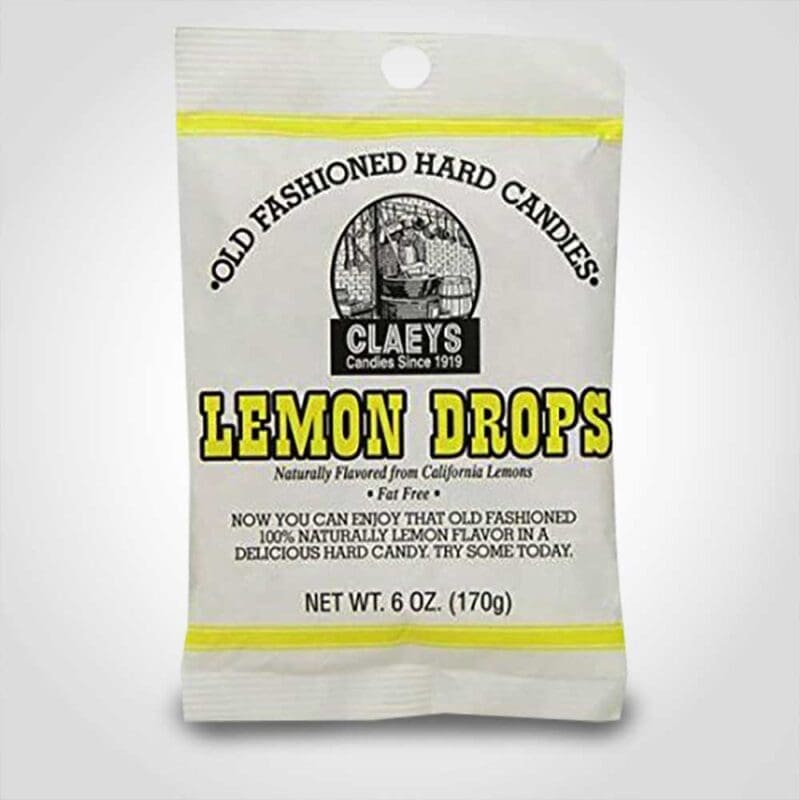 •OLD FASHIONED HARD CANDIES•
CLAEYS
Candies Since 1919
LEMON DROPS
Naturally Flavored from California Lemons
• Fat Free •
NOW YOU CAN ENJOY THAT OLD FASHIONED
100% NATURALLY LEMON FLAVOR IN A
DELICIOUS HARD CANDY. TRY SOME TODAY.
NET WT. 6 OZ. (170g)